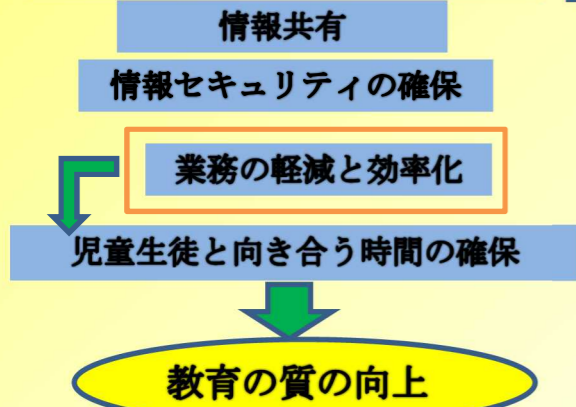 情報共有
情報セキュリティの確保
業務の軽減と効率化
児童生徒と向き合う時間の確保
教育の質の向上